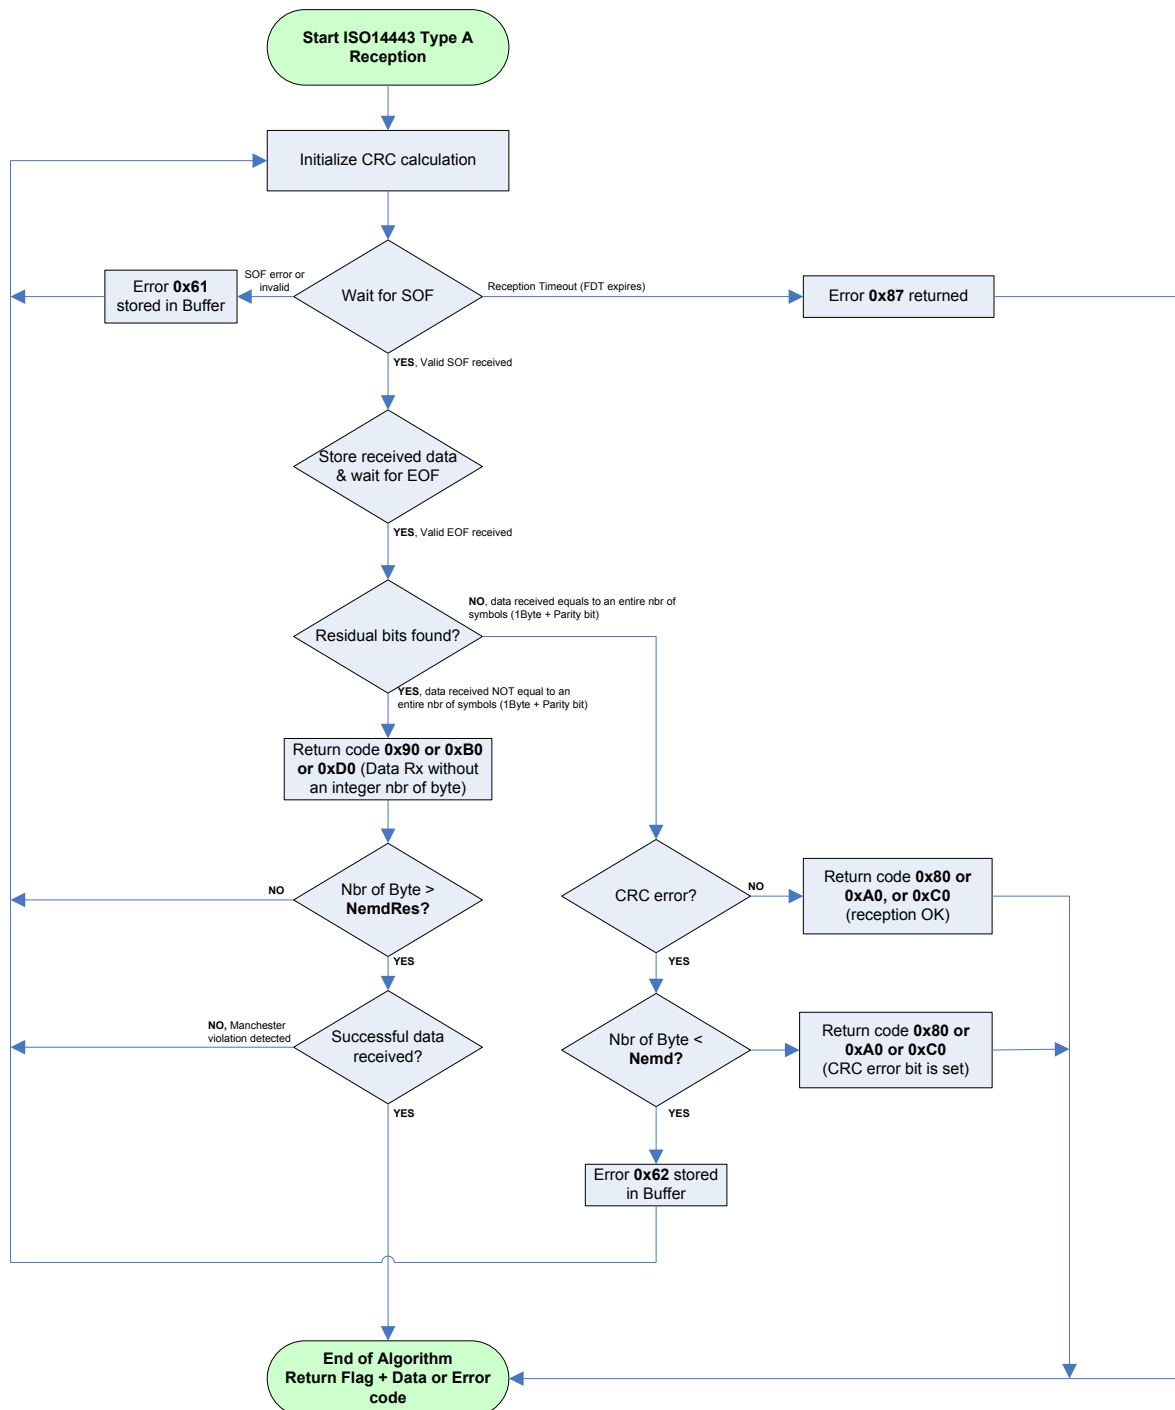 Start ISO14443 Type A
Reception
Initialize CRC calculation
SOF error or
invalid
Error 0x61
stored in Buffer
Wait for SOF
Reception Timeout (FDT expires)
Error 0x87 returned
YES, Valid SOF received
Store received data
& wait for EOF
YES, Valid EOF received
NO, data received equals to an entire nbr of
symbols (1Byte + Parity bit)
Residual bits found?
YES, data received NOT equal to an
entire nbr of symbols (1Byte + Parity bit)
Return code 0x90 or 0xB0
or 0xD0 (Data Rx without
an integer nbr of byte)
NO
Nbr of Byte >
NemdRes?
YES
CRC error?
NO
Return code 0x80 or
0xA0, or 0xC0
(reception OK)
YES
NO, Manchester
violation detected
Successful data
received?
YES
Nbr of Byte <
Nemd?
Return code 0x80 or
0xA0 or 0xC0
(CRC error bit is set)
YES
Error 0x62 stored
in Buffer
End of Algorithm
Return Flag + Data or Error
code